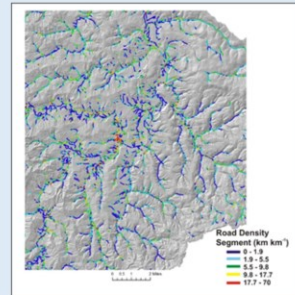 Road Density
Segment (km km⁻¹)
0 - 1.9
1.9 - 5.5
5.5 - 9.8
9.8 - 17.7
17.7 - 70